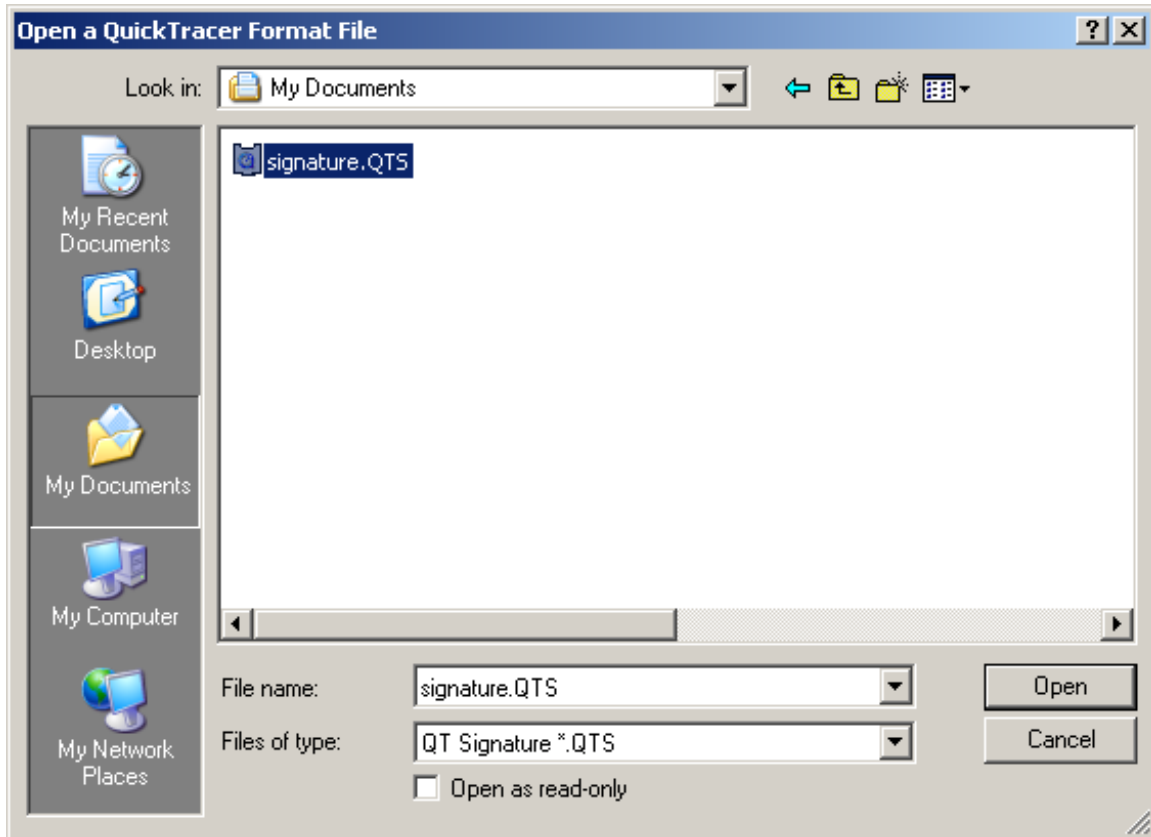 Open a QuickTracer Format File
Look in: My Documents
signature.QTS
My Recent
Documents
Desktop
My Documents
My Computer
My Network
Places
File name: signature.QTS Open
Files of type: QT Signature *.QTS Cancel
Open as read-only